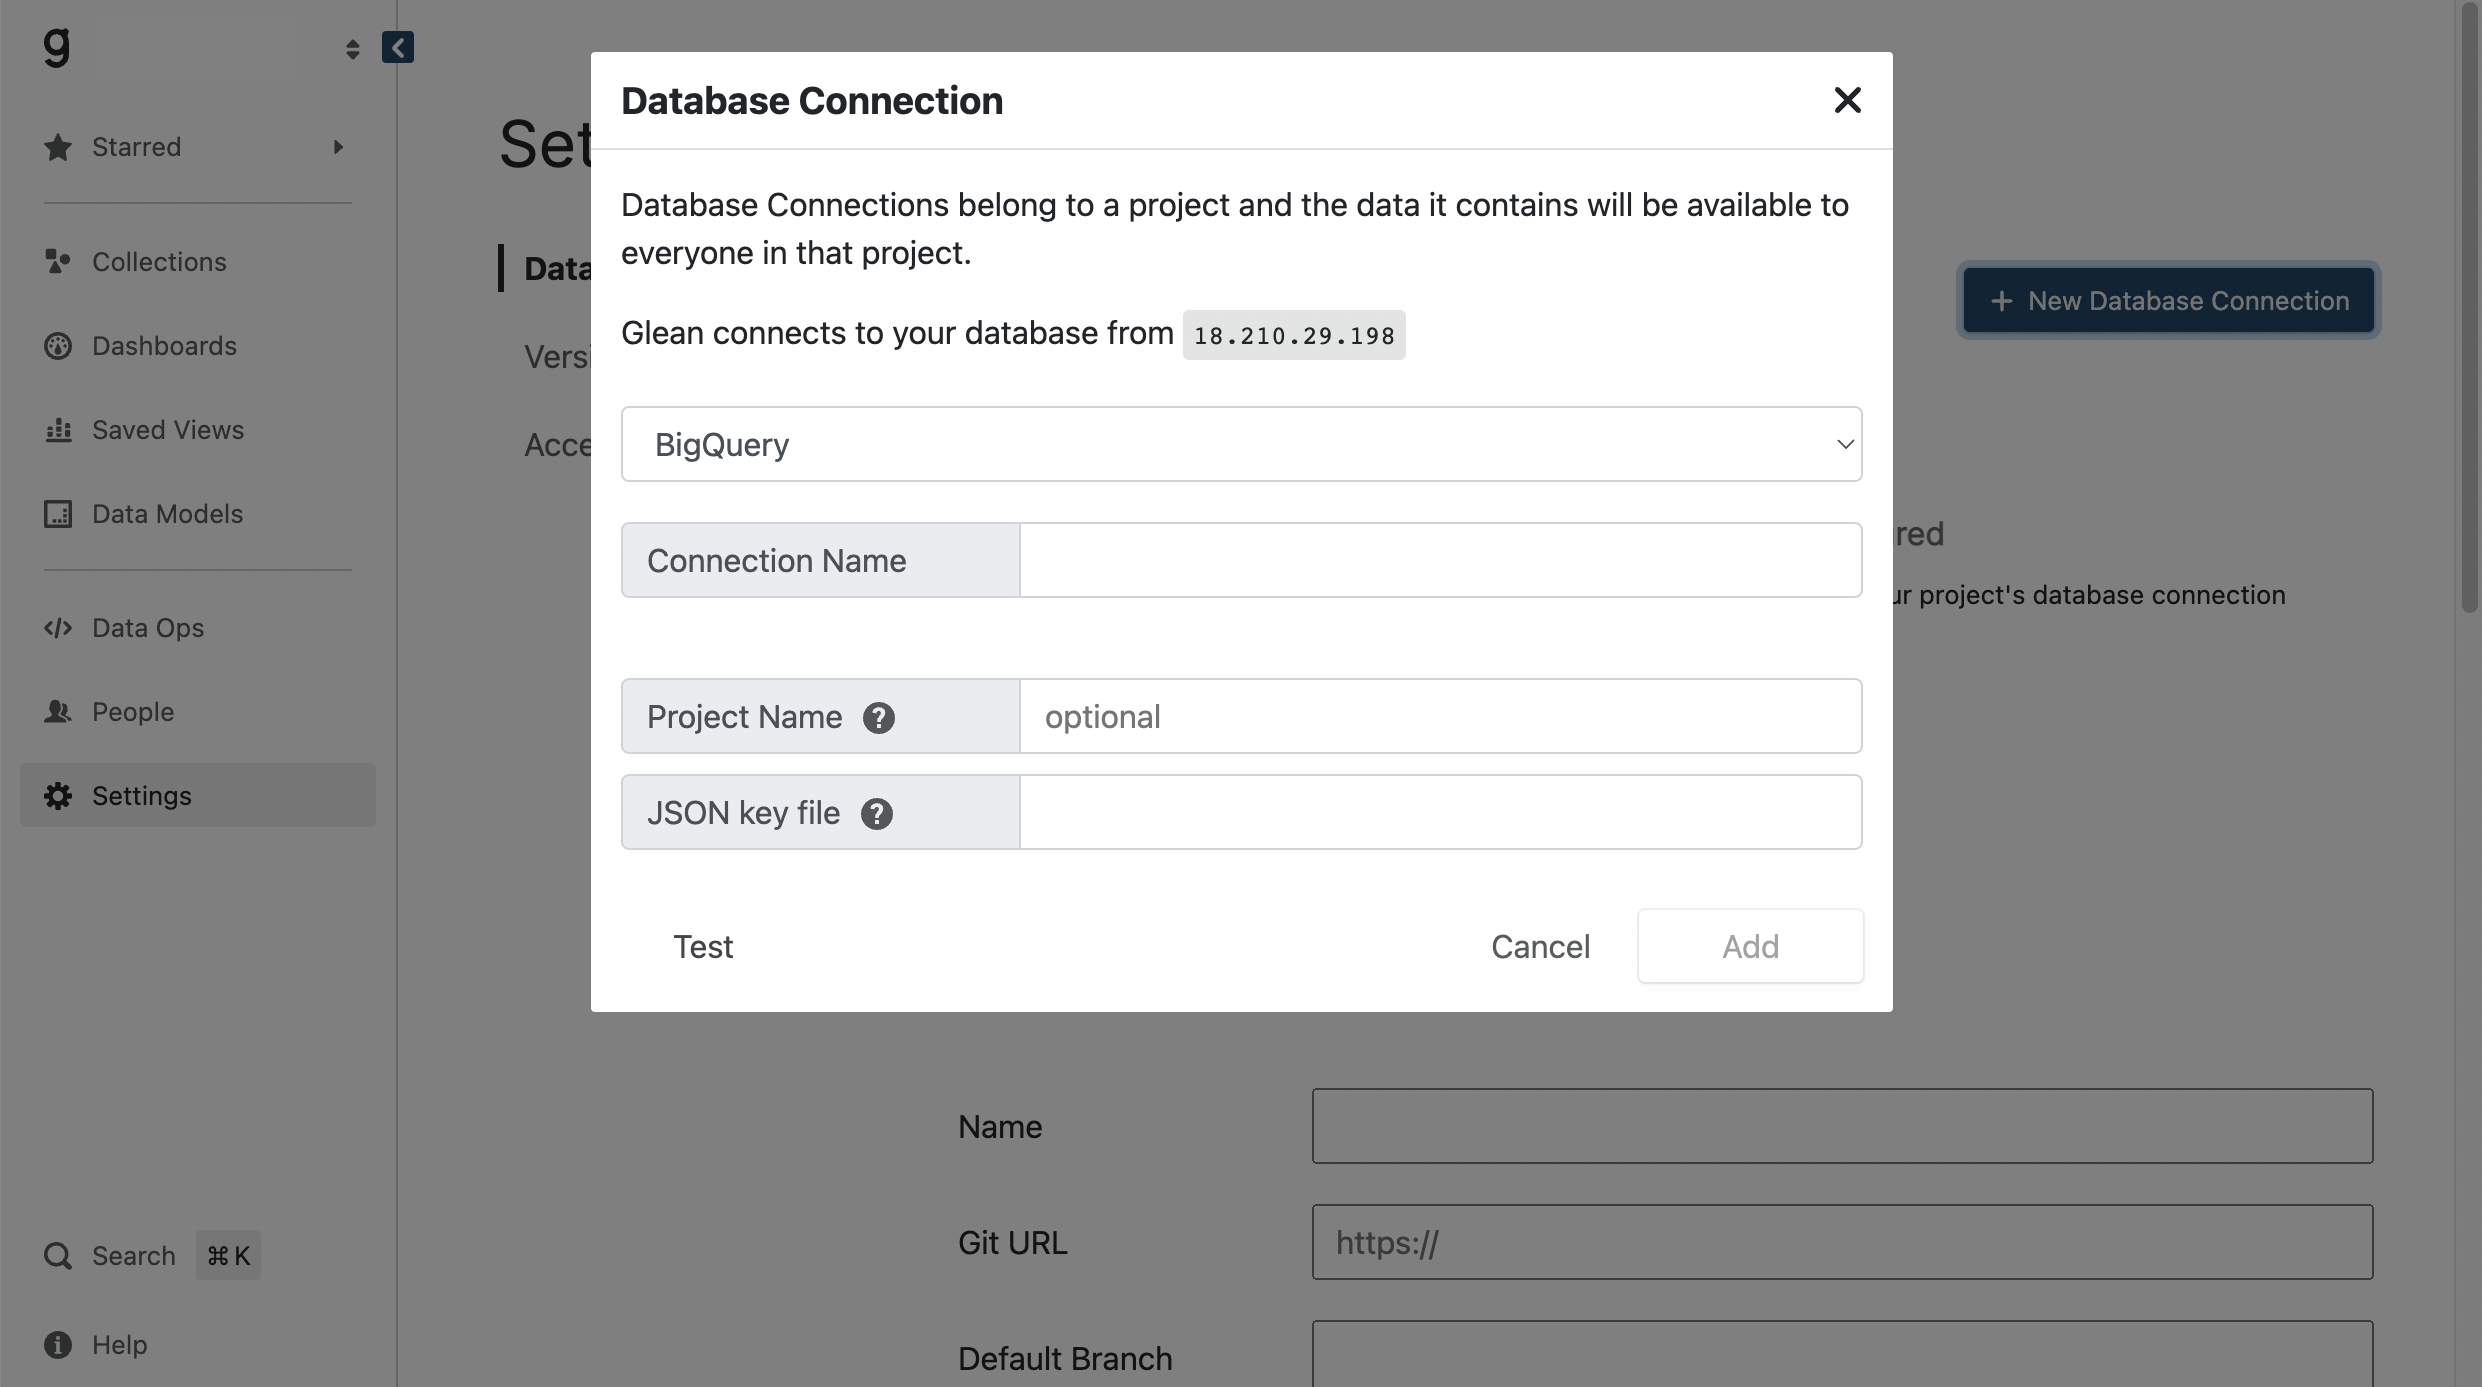 g
Starred
Collections
Dashboards
Saved Views
Data Models
Data Ops
People
Settings
Search ⌘ K
Help
Set
Data
Versi
Acce
+ New Database Connection
red
ur project's database connection
Database Connection
Database Connections belong to a project and the data it contains will be available to
everyone in that project.
Glean connects to your database from 18.210.29.198
BigQuery
Connection Name
Project Name ? optional
JSON key file ?
Test Cancel Add
Name
Git URL https://
Default Branch